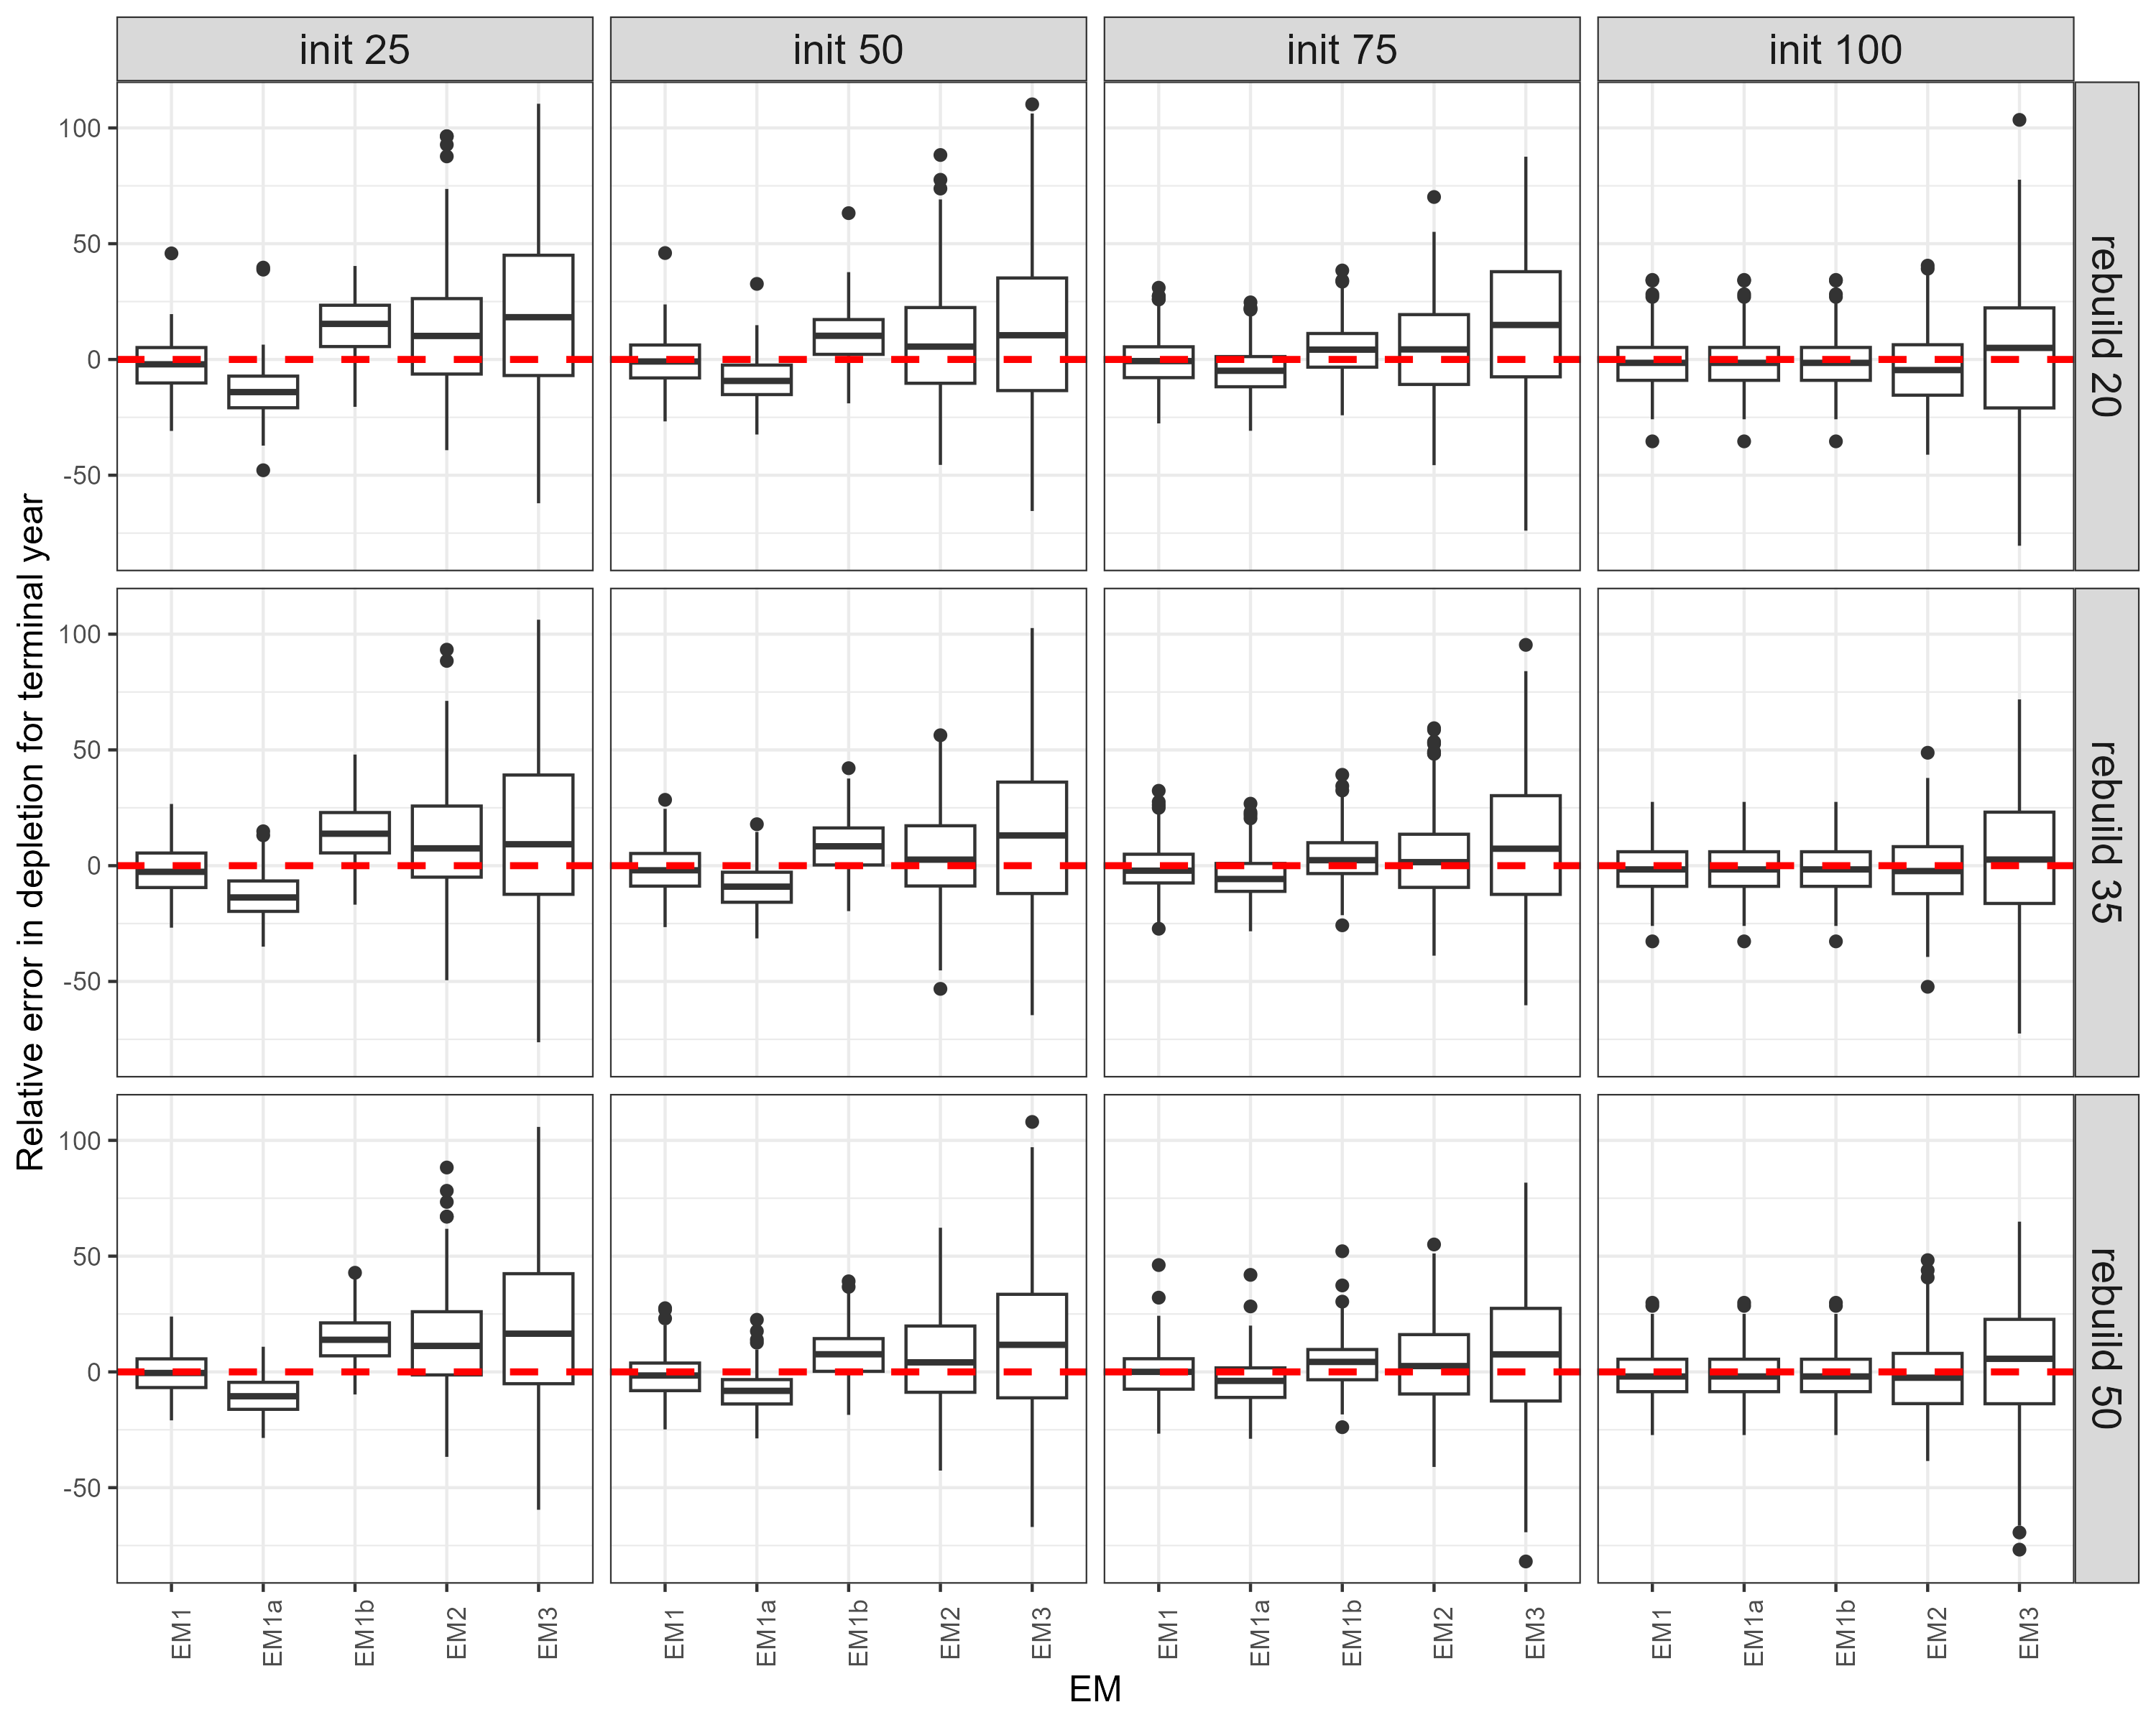 init 25
init 50
init 75
init 100
Relative error in depletion for terminal year
100
50
0
-50
rebuild 20
100
50
0
-50
rebuild 35
100
50
0
-50
rebuild 50
EM1 EM1a EM1b EM2 EM3
EM1 EM1a EM1b EM2 EM3
EM1 EM1a EM1b EM2 EM3
EM1 EM1a EM1b EM2 EM3
EM